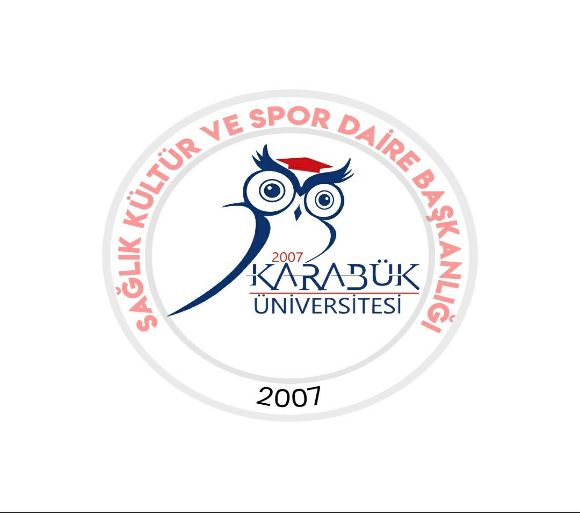 SAĞLIK KÜLTÜR VE SPOR DAİRE BAŞKANLIĞI
2007
KARABÜK
ÜNİVERSİTESİ
2007